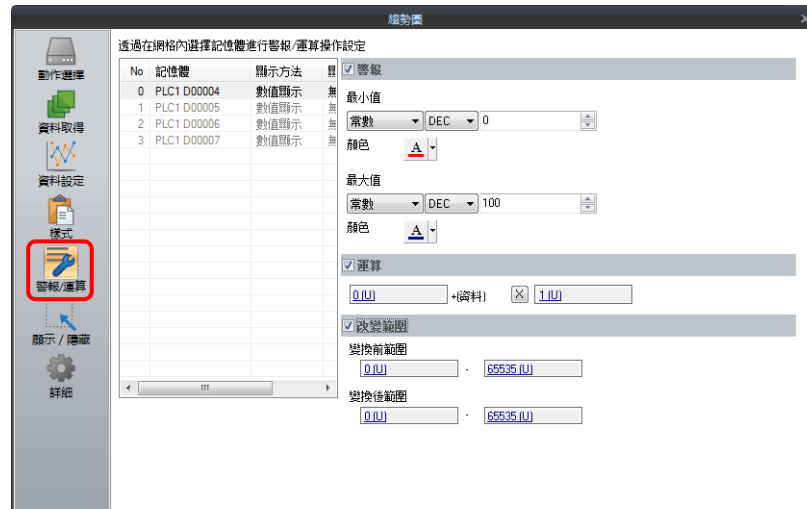 趨勢圖
動作選擇
資料取得
資料設定
樣式
警報/運算
顯示 / 隱蔽
詳細
透過在網格內選擇記憶體進行警報/運算操作設定
No 記憶體 顯示方法
0 PLC1 D00004 數值顯示 無
1 PLC1 D00005 數值顯示 無
2 PLC1 D00006 數值顯示 無
3 PLC1 D00007 數值顯示 無
警報
最小值
常數 DEC 0
顏色 A
最大值
常數 DEC 100
顏色 A
運算
0 (U) +(資料) X 1 (U)
改變範圍
變換前範圍
0 (U) - 65535 (U)
變換後範圍
0 (U) - 65535 (U)